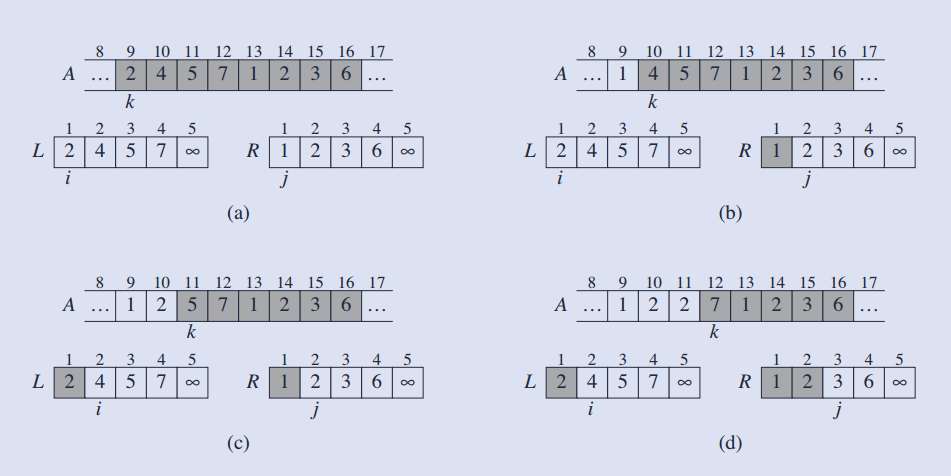 8 9 10 11 12 13 14 15 16 17
A … 2 4 5 7 1 2 3 6 …
k
1 2 3 4 5
L 2 4 5 7 ∞
i
1 2 3 4 5
R 1 2 3 6 ∞
j
(a)
8 9 10 11 12 13 14 15 16 17
A … 1 4 5 7 1 2 3 6 …
k
1 2 3 4 5
L 2 4 5 7 ∞
i
1 2 3 4 5
R 1 2 3 6 ∞
j
(b)
8 9 10 11 12 13 14 15 16 17
A … 1 2 5 7 1 2 3 6 …
k
1 2 3 4 5
L 2 4 5 7 ∞
i
1 2 3 4 5
R 1 2 3 6 ∞
j
(c)
8 9 10 11 12 13 14 15 16 17
A … 1 2 2 7 1 2 3 6 …
k
1 2 3 4 5
L 2 4 5 7 ∞
i
1 2 3 4 5
R 1 2 3 6 ∞
j
(d)